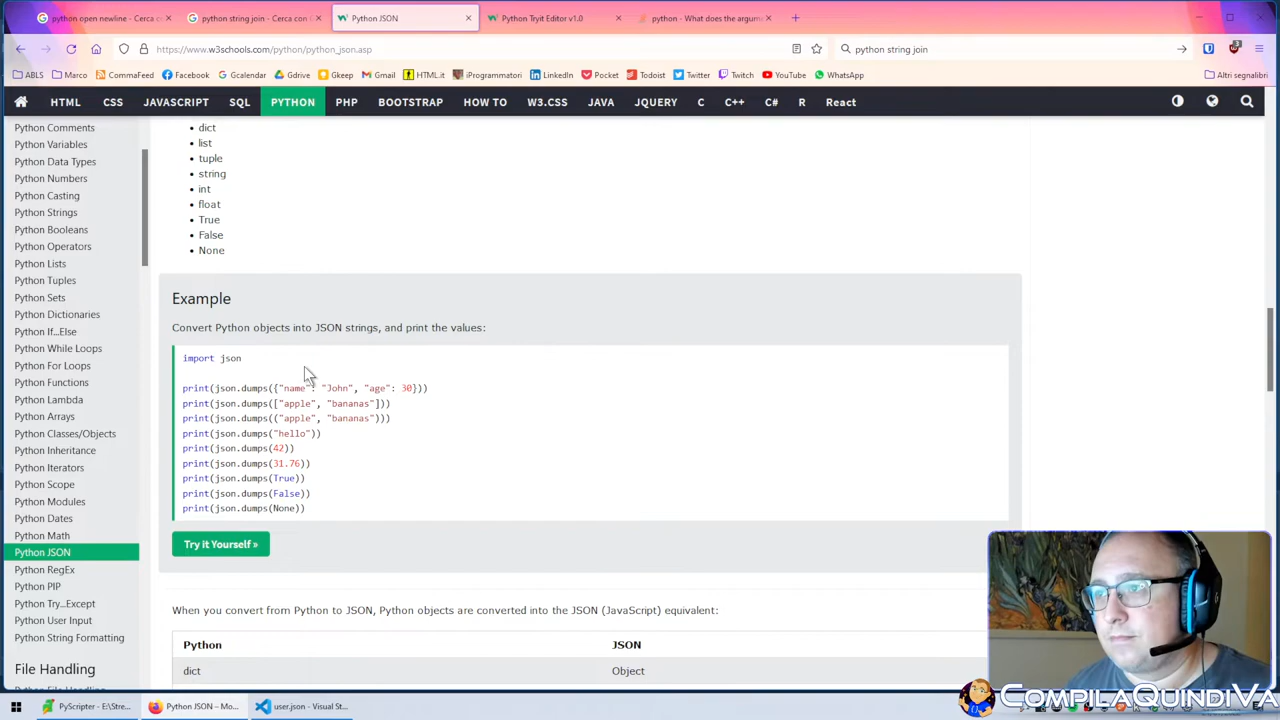 python open newline - Cerca co
python string join - Cerca con
Python JSON
Python Tryit Editor v1.0
python - What does the argum
https://www.w3schools.com/python/python_json.asp
python string join
ABLS
Marco
CommaFeed
Facebook
Gcalendar
Gdrive
Gkeep
Gmail
HTML.it
iProgrammatori
LinkedIn
Pocket
Todoist
Twitter
Twitch
YouTube
WhatsApp
Altri segnalibri
HTML
CSS
JAVASCRIPT
SQL
PYTHON
PHP
BOOTSTRAP
HOW TO
W3.CSS
JAVA
JQUERY
C
C++
C#
R
React
Python Comments
Python Variables
Python Data Types
Python Numbers
Python Casting
Python Strings
Python Booleans
Python Operators
Python Lists
Python Tuples
Python Sets
Python Dictionaries
Python If...Else
Python While Loops
Python For Loops
Python Functions
Python Lambda
Python Arrays
Python Classes/Objects
Python Inheritance
Python Iterators
Python Scope
Python Modules
Python Dates
Python Math
Python JSON
Python RegEx
Python PIP
Python Try...Except
Python User Input
Python String Formatting
File Handling
Python File Handling
• dict
• list
• tuple
• string
• int
• float
• True
• False
• None
Example
Convert Python objects into JSON strings, and print the values:
import json
print(json.dumps({"name": "John", "age": 30}))
print(json.dumps(["apple", "bananas"]))
print(json.dumps(("apple", "bananas")))
print(json.dumps("hello"))
print(json.dumps(42))
print(json.dumps(31.76))
print(json.dumps(True))
print(json.dumps(False))
print(json.dumps(None))
Try it Yourself »
When you convert from Python to JSON, Python objects are converted into the JSON (JavaScript) equivalent:
Python JSON
dict Object
PyScripter - E:\Stre...
Python JSON — Mo...
user.json - Visual St...
COMPILAQUINDIVA